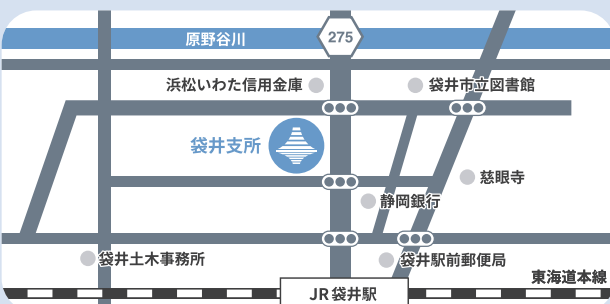 原野谷川
275
浜松いわた信用金庫
袋井市立図書館
袋井支所
慈眼寺
静岡銀行
袋井土木事務所
袋井駅前郵便局
東海道本線
JR袋井駅